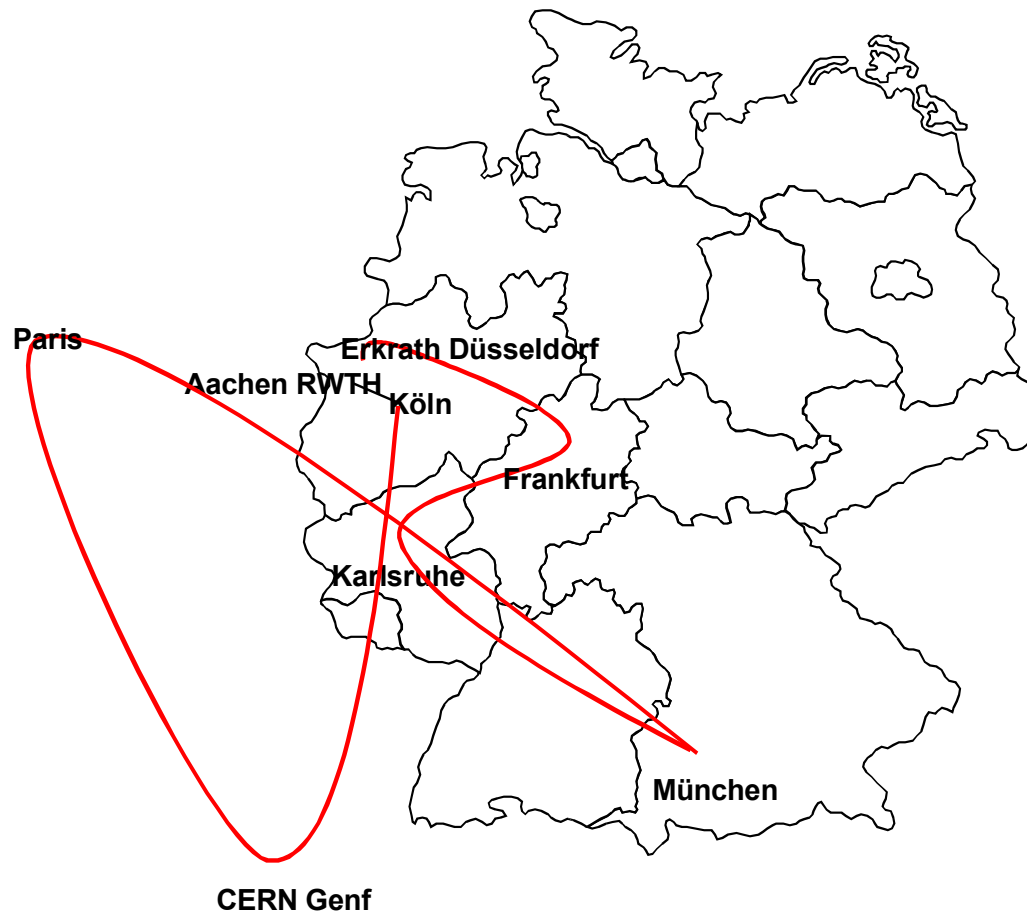 Paris
Erkrath Düsseldorf
Aachen RWTH
Köln
Frankfurt
Karlsruhe
München
CERN Genf